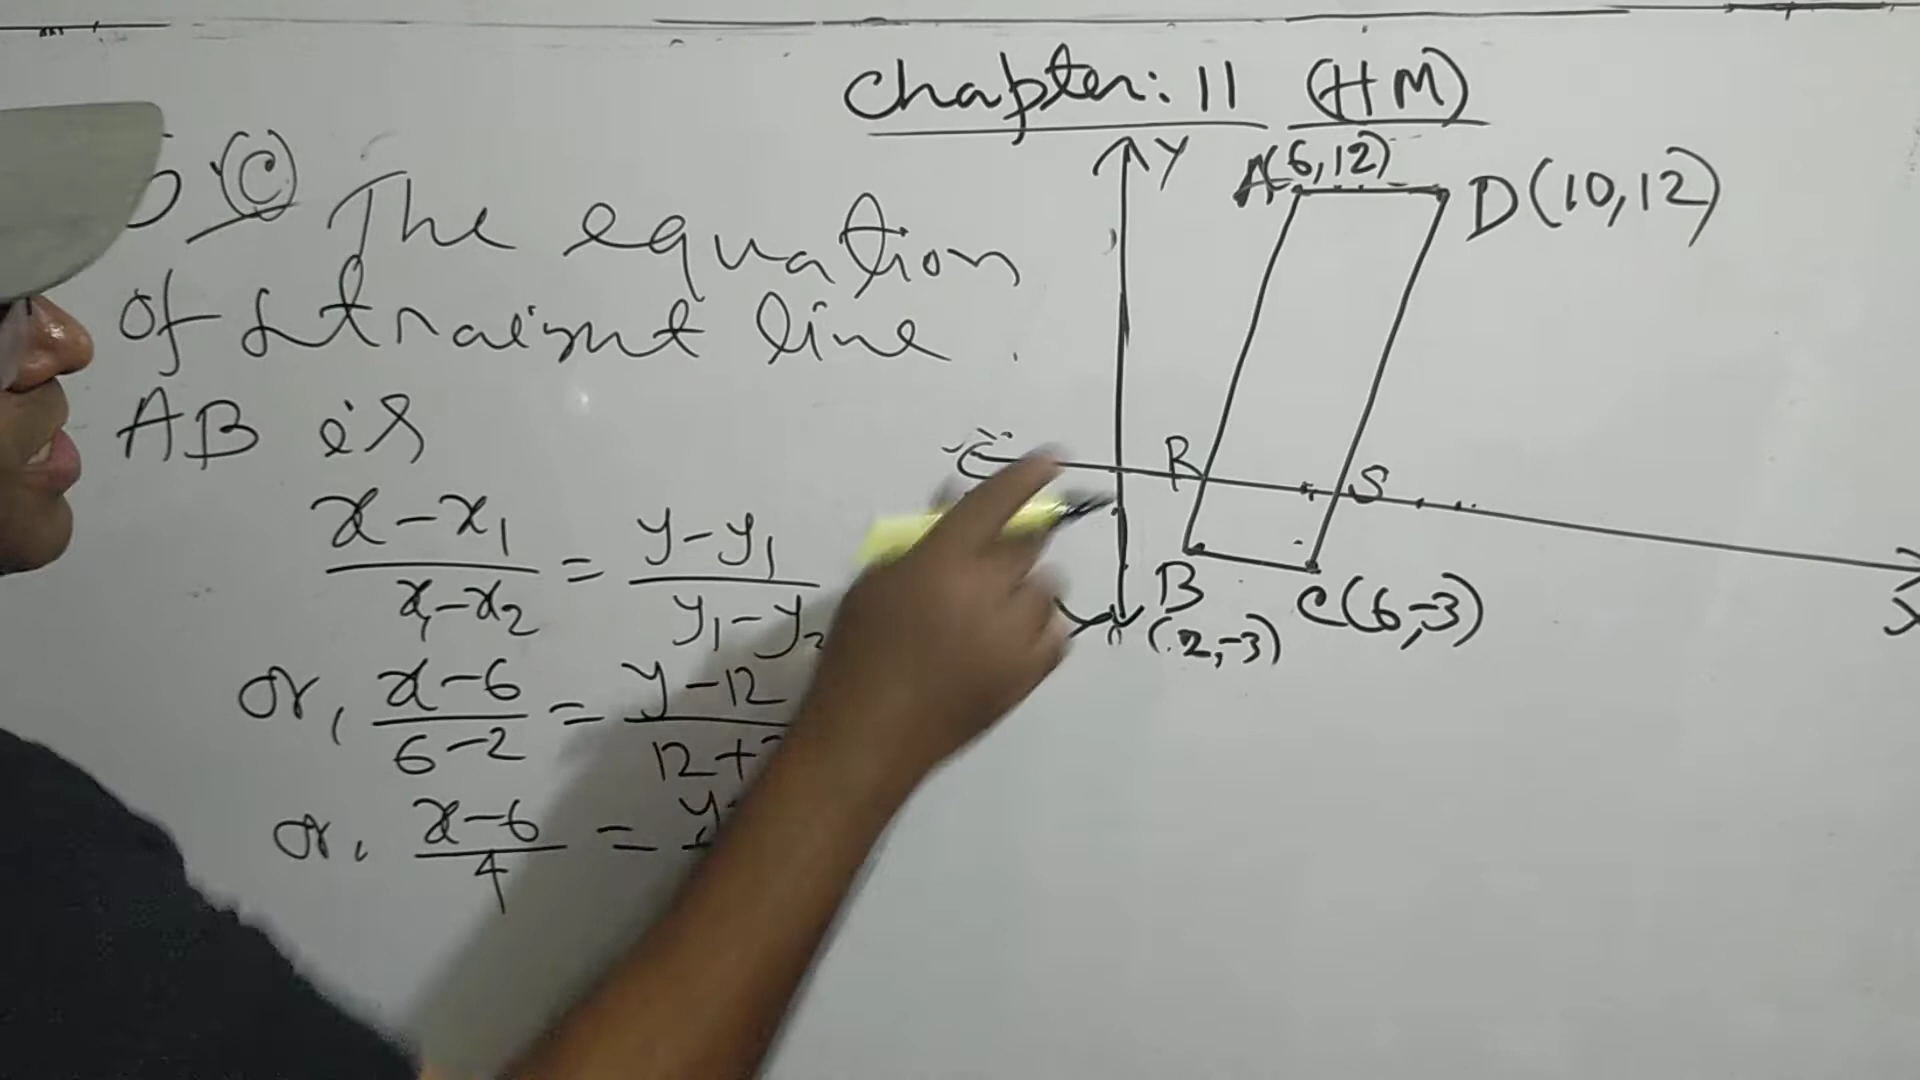 Chapter: 11 (HM)
(C) The equation
of straight line
AB is
x-x₁/x₁-x₂ = y-y₁/y₁-y₂
or, x-6/6-2 = y-12/12+
or, x-6/4 = y
Y
A(6,12)
D(10,12)
R
S
B
(2,-3)
C(6,-3)